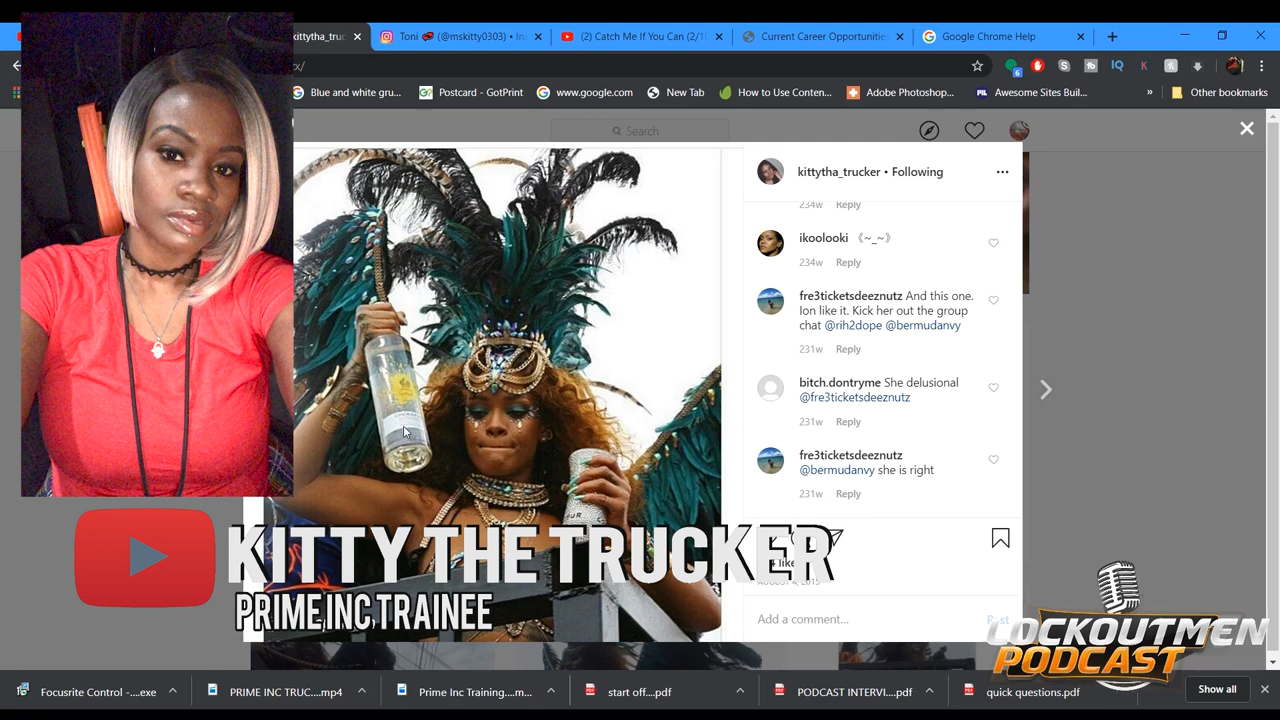 kittytha_truc
Toni 💋 (@mskitty0303) • In
(2) Catch Me If You Can (2/10
Current Career Opportunities
Google Chrome Help
x/
Blue and white gru...
Postcard - GotPrint
www.google.com
New Tab
How to Use Conten...
Adobe Photoshop...
Awesome Sites Buil...
»
Other bookmarks
Search
kittytha_trucker • Following
234w Reply
ikoolooki 《~_~》
234w Reply
fre3ticketsdeeznutz And this one.
Ion like it. Kick her out the group
chat @rih2dope @bermudanvy
231w Reply
bitch.dontryme She delusional
@fre3ticketsdeeznutz
231w Reply
fre3ticketsdeeznutz
@bermudanvy she is right
231w Reply
KITTY THE TRUCKER
PRIME,INC,TRAINEE
Add a comment...
Post
LOCKOUTMEN
PODCAST
Focusrite Control -....exe
PRIME INC TRUC....mp4
Prime Inc Training....m...
start off....pdf
PODCAST INTERVI....pdf
quick questions.pdf
Show all